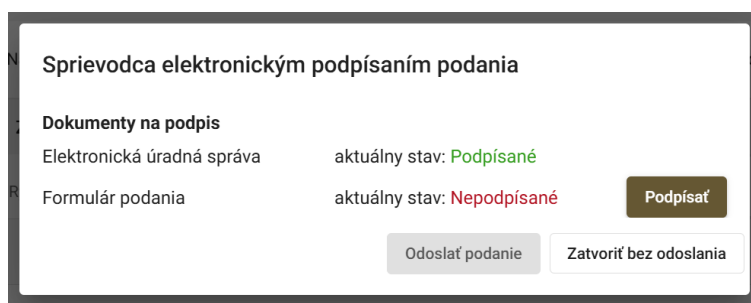 Sprievodca elektronickým podpísaním podania
Dokumenty na podpis
Elektronická úradná správa aktuálny stav: Podpísané
Formulár podania aktuálny stav: Nepodpísané Podpísať
Odoslať podanie Zatvoriť bez odoslania